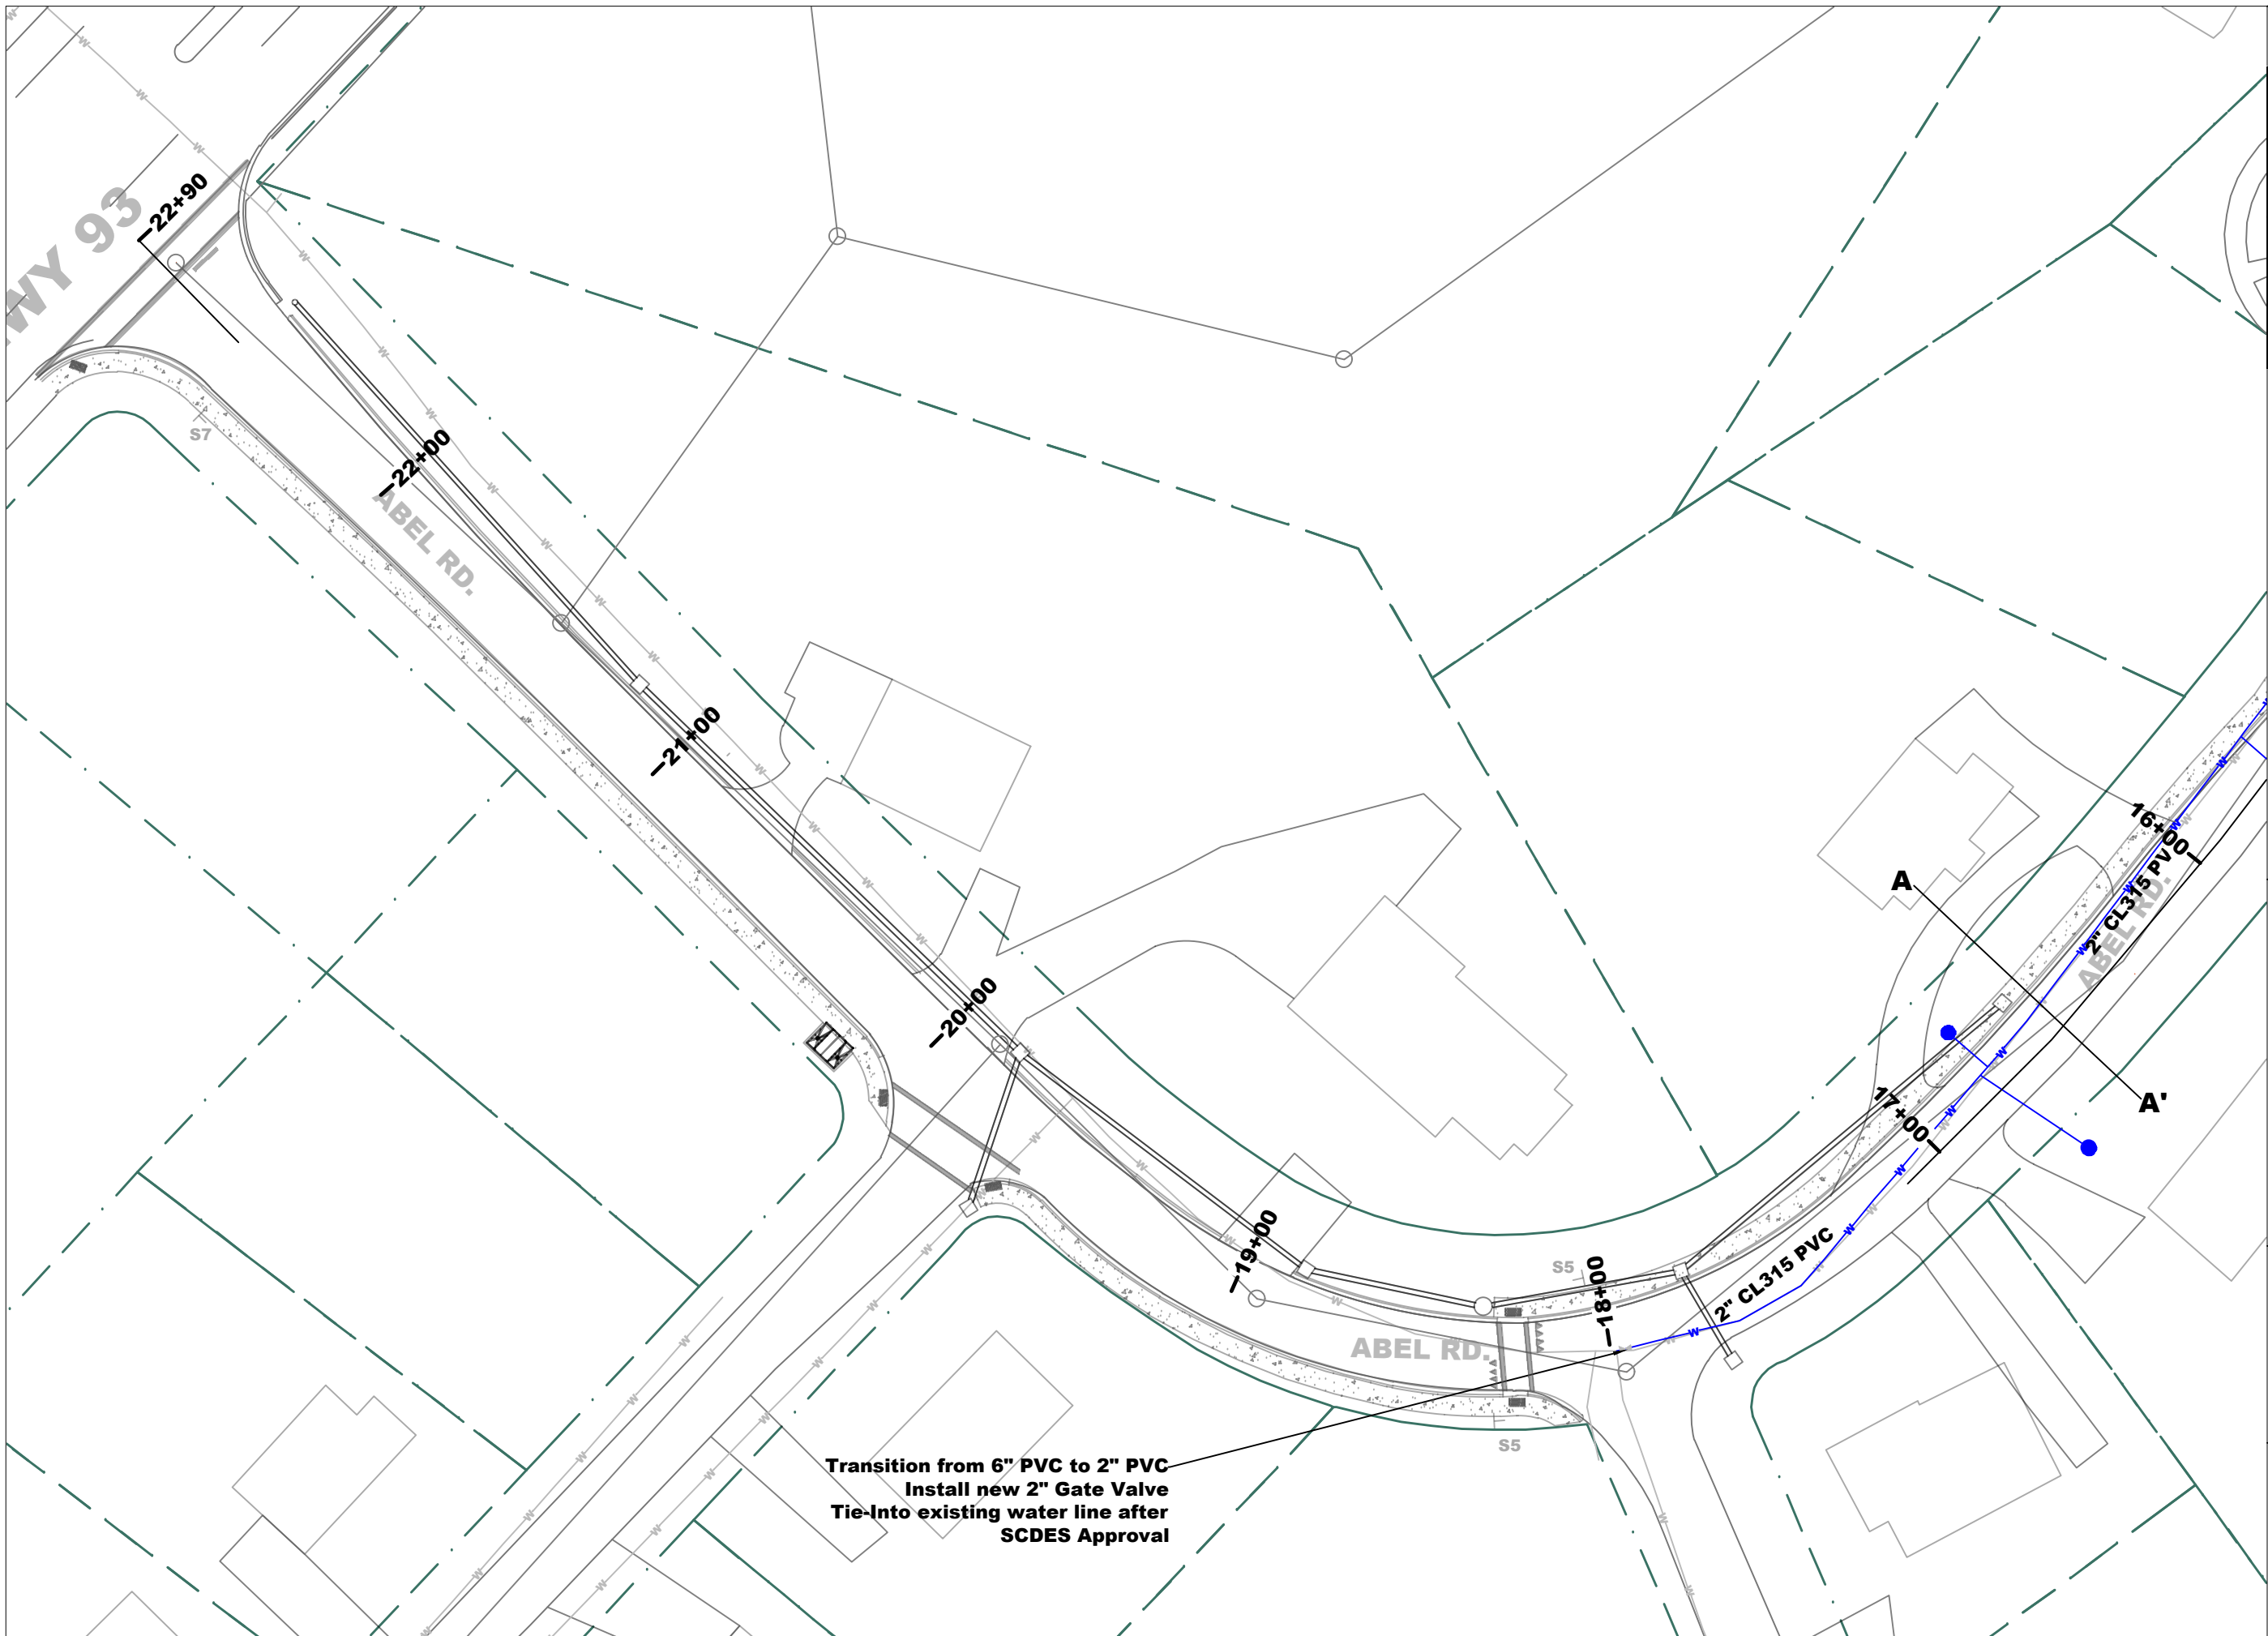 WY 93
22+90
S7
22+00
ABEL RD.
21+00
20+00
19+00
18+00
17+00
16+00
2" CL315 PVC
ABEL RD.
A
A'
2" CL315 PVC
S5
ABEL RD.
S5
Transition from 6" PVC to 2" PVC
Install new 2" Gate Valve
Tie-Into existing water line after
SCDES Approval
W